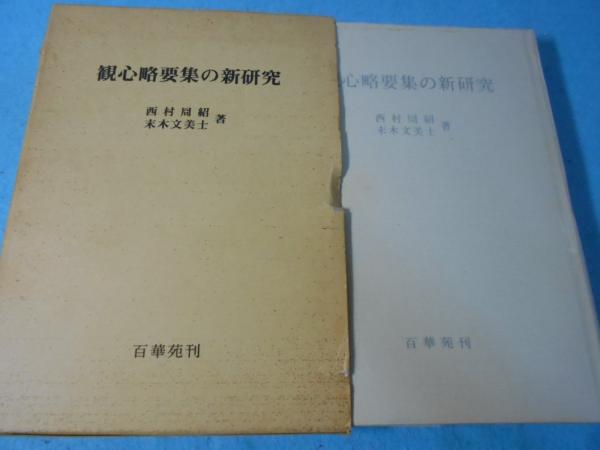 観心略要集の新研究
西村冏紹
末木文美士
著
百華苑刊
心略要集の新研究
西村冏紹
末木文美士
著
百華苑刊